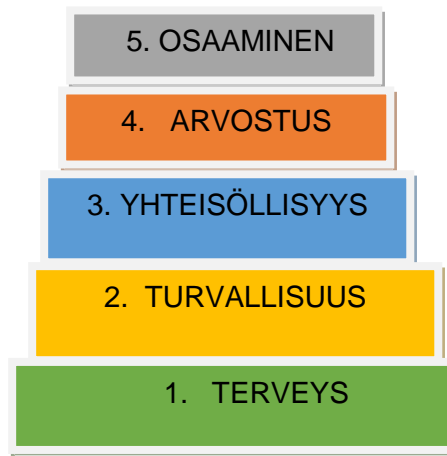 5. OSAAMINEN
4. ARVOSTUS
3. YHTEISÖLLISYYS
2. TURVALLISUUS
1. TERVEYS